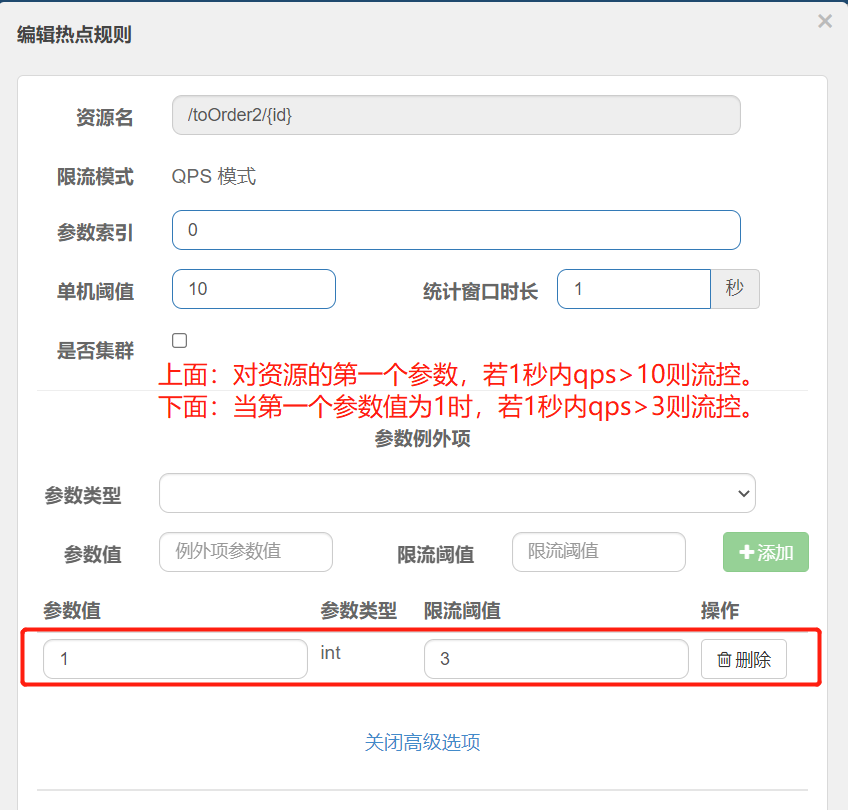 编辑热点规则 ×
资源名 /toOrder2/{id}
限流模式 QPS 模式
参数索引 0
单机阈值 10 统计窗口时长 1 秒
是否集群
上面：对资源的第一个参数，若1秒内qps>10则流控。
下面：当第一个参数值为1时，若1秒内qps>3则流控。
参数例外项
参数类型
参数值 例外项参数值 限流阈值 限流阈值 添加
参数值 参数类型 限流阈值 操作
1 int 3 删除
关闭高级选项